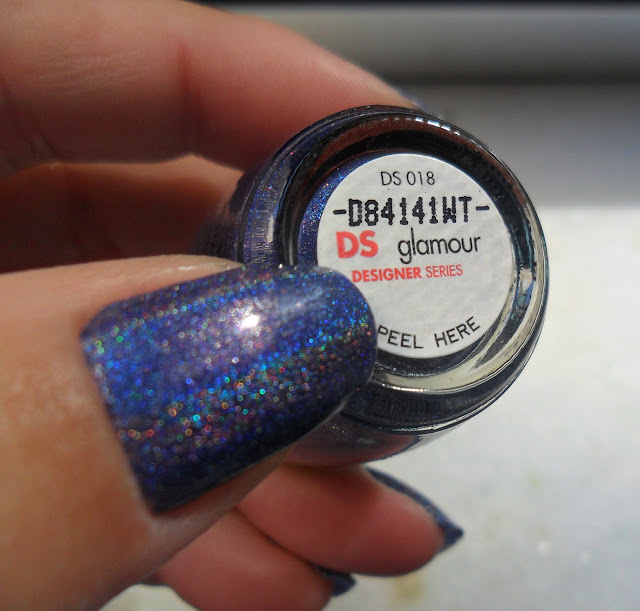 DS 018
-D84141WT-
DS glamour
DESIGNER SERIES
PEEL HERE